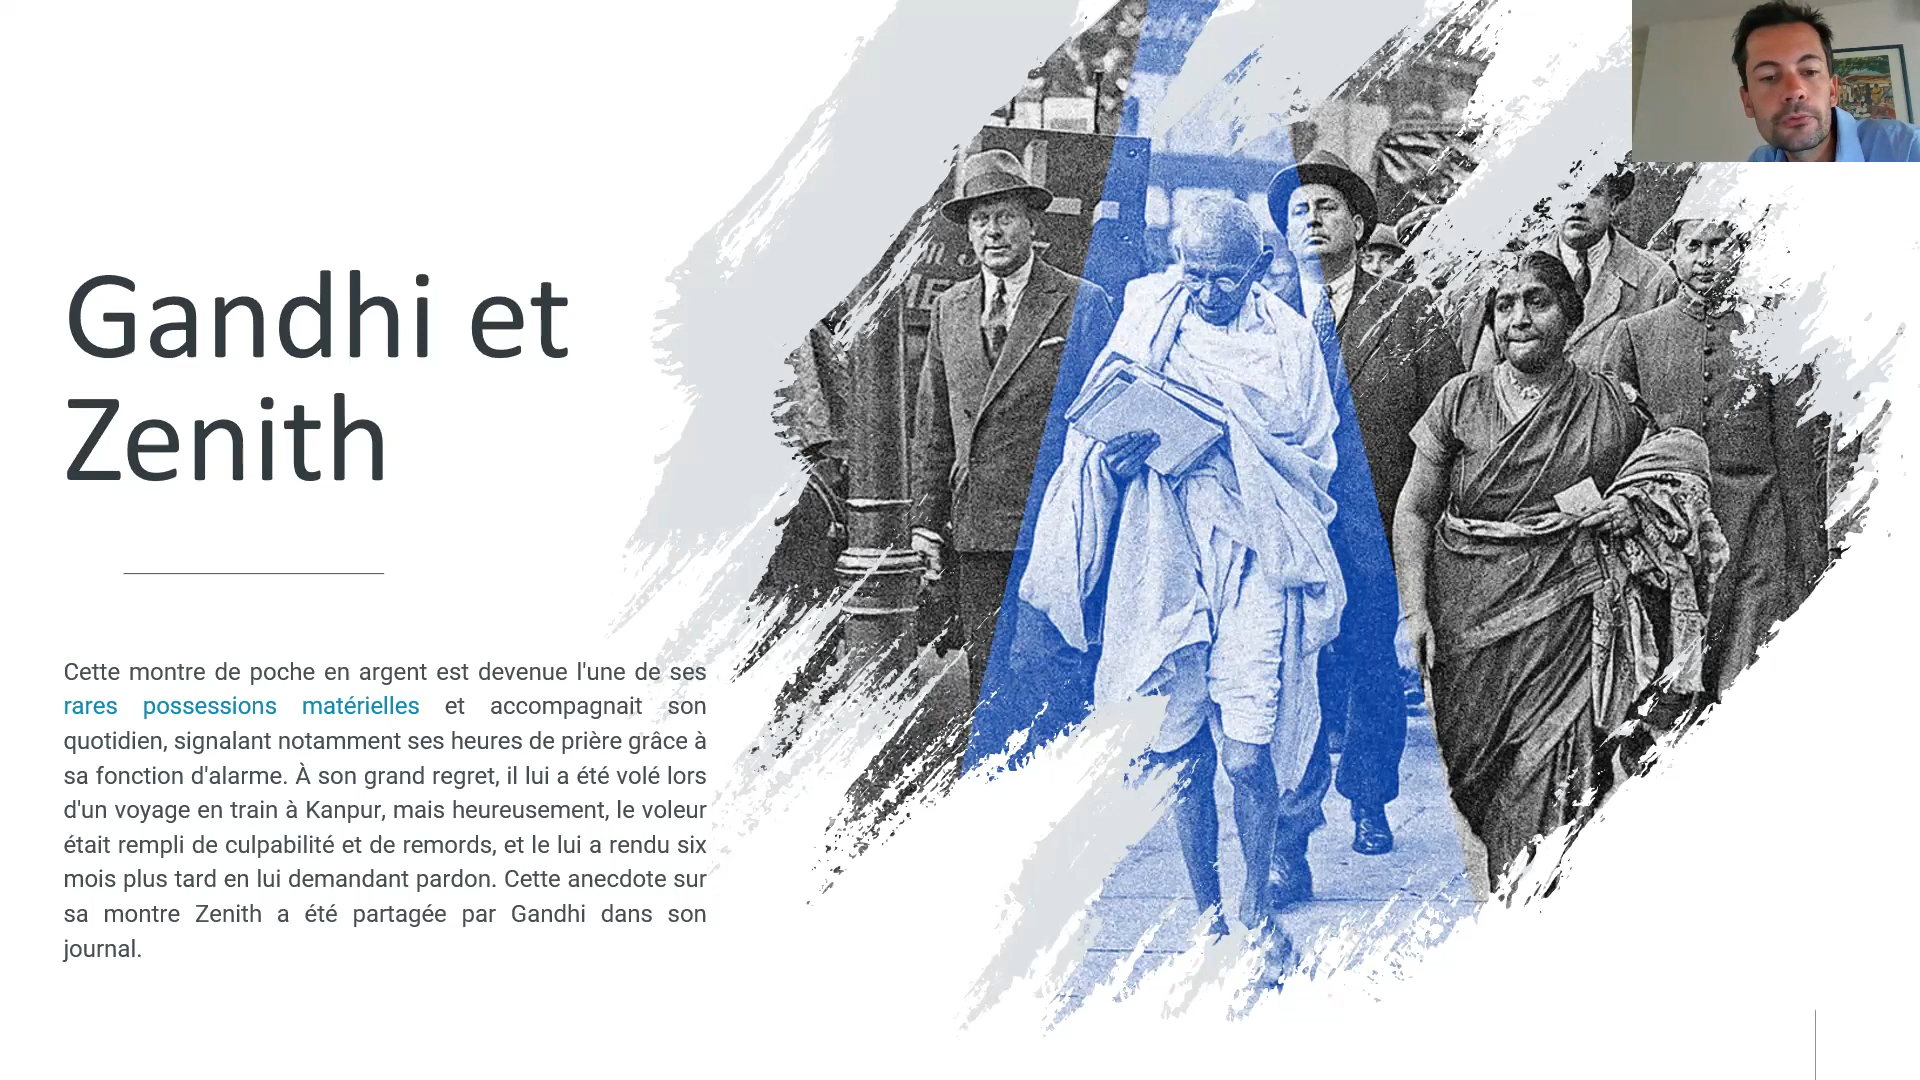 Gandhi et
Zenith
Cette montre de poche en argent est devenue l'une de ses
rares possessions matérielles et accompagnait son
quotidien, signalant notamment ses heures de prière grâce à
sa fonction d'alarme. À son grand regret, il lui a été volé lors
d'un voyage en train à Kanpur, mais heureusement, le voleur
était rempli de culpabilité et de remords, et le lui a rendu six
mois plus tard en lui demandant pardon. Cette anecdote sur
sa montre Zenith a été partagée par Gandhi dans son
journal.